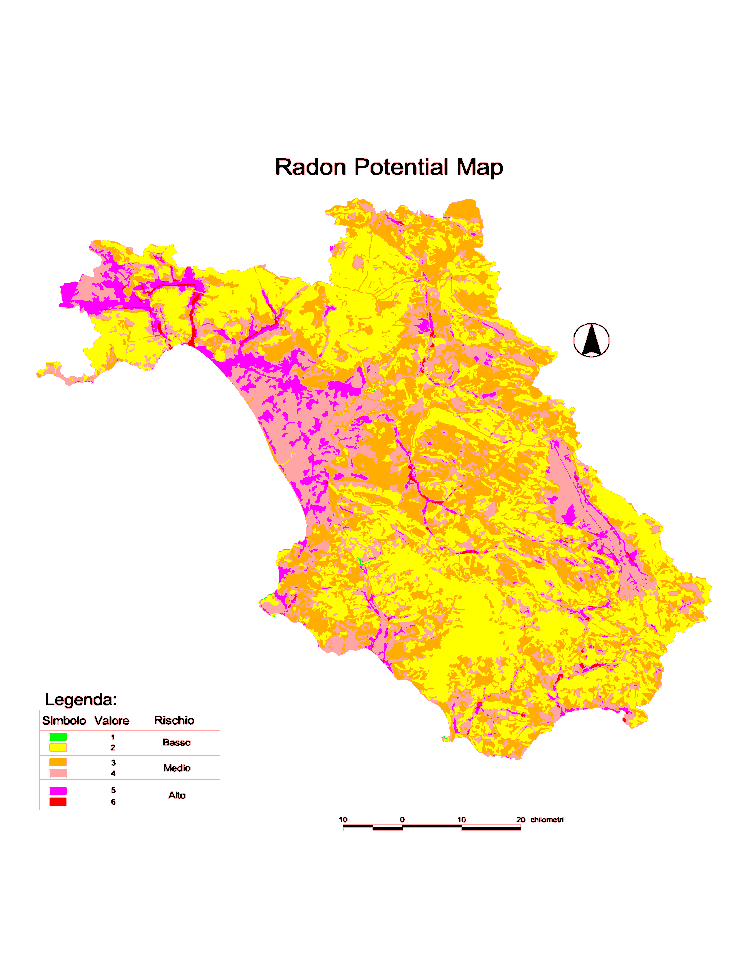 Radon Potential Map
Legenda:
Simbolo Valore Rischio
1
2
Basso
3
4
Medio
5
6
Alto
10 0 10 20 chilometri